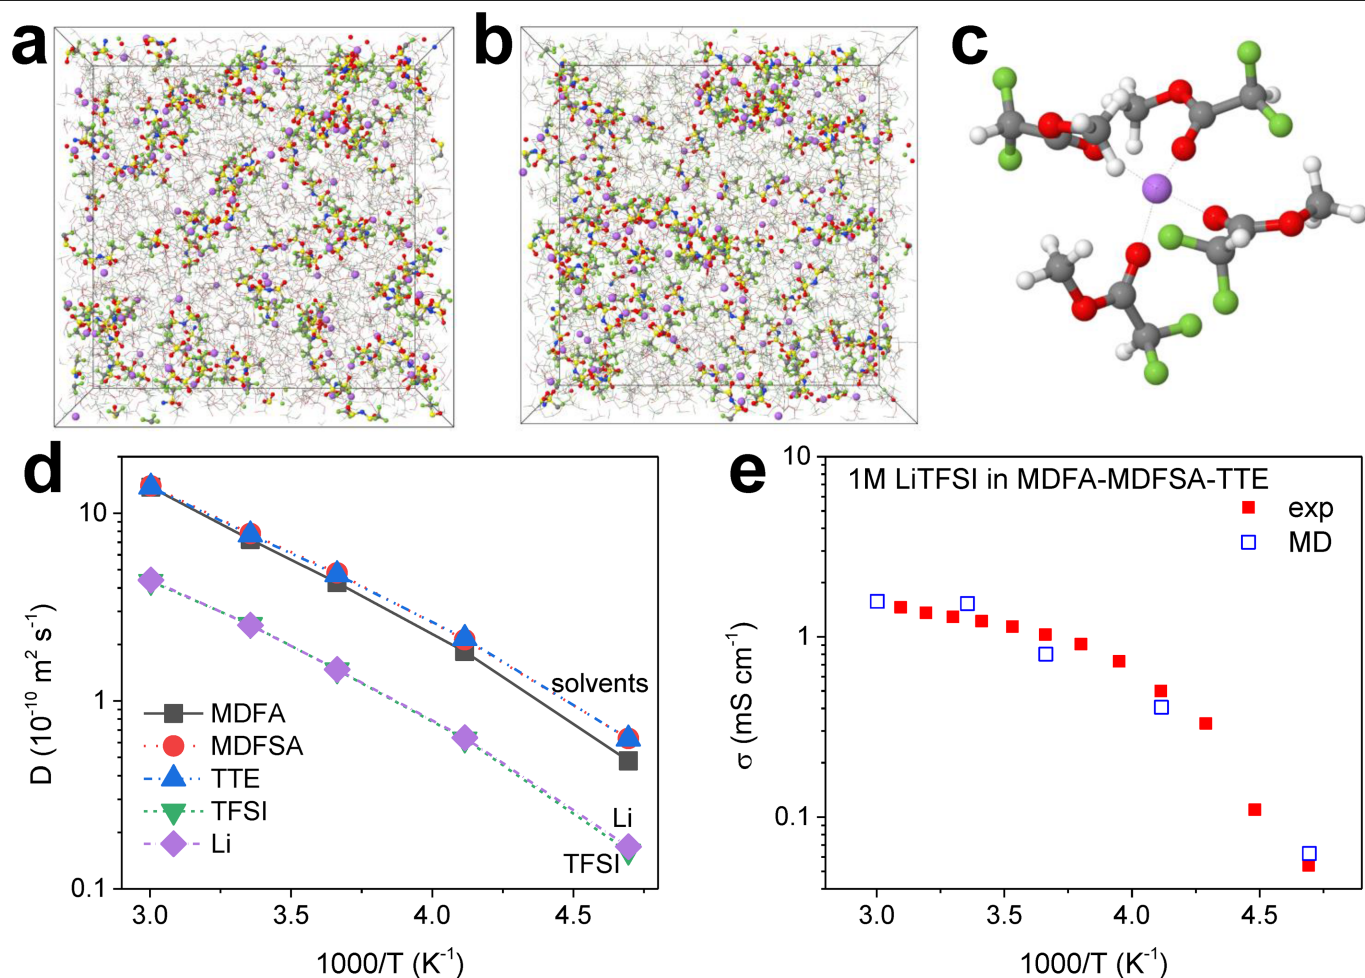 a
b
c
d
10
1
0.1
D (10⁻¹⁰ m² s⁻¹)
solvents
MDFA
MDFSA
TTE
TFSI
Li
Li
TFSI
3.0 3.5 4.0 4.5
1000/T (K⁻¹)
e
10
1
0.1
σ (mS cm⁻¹)
1M LiTFSI in MDFA-MDFSA-TTE
exp
MD
3.0 3.5 4.0 4.5
1000/T (K⁻¹)